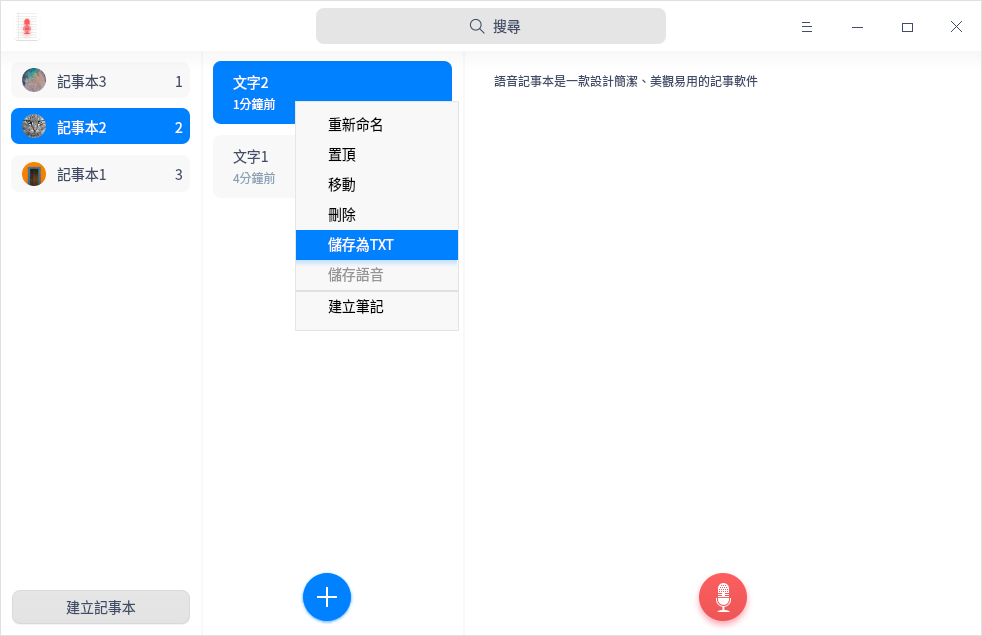 搜尋
記事本3 1
記事本2 2
記事本1 3
建立記事本
文字2
1分鐘前
文字1
4分鐘前
重新命名
置頂
移動
刪除
儲存為TXT
儲存語音
建立筆記
語音記事本是一款設計簡潔、美觀易用的記事軟件